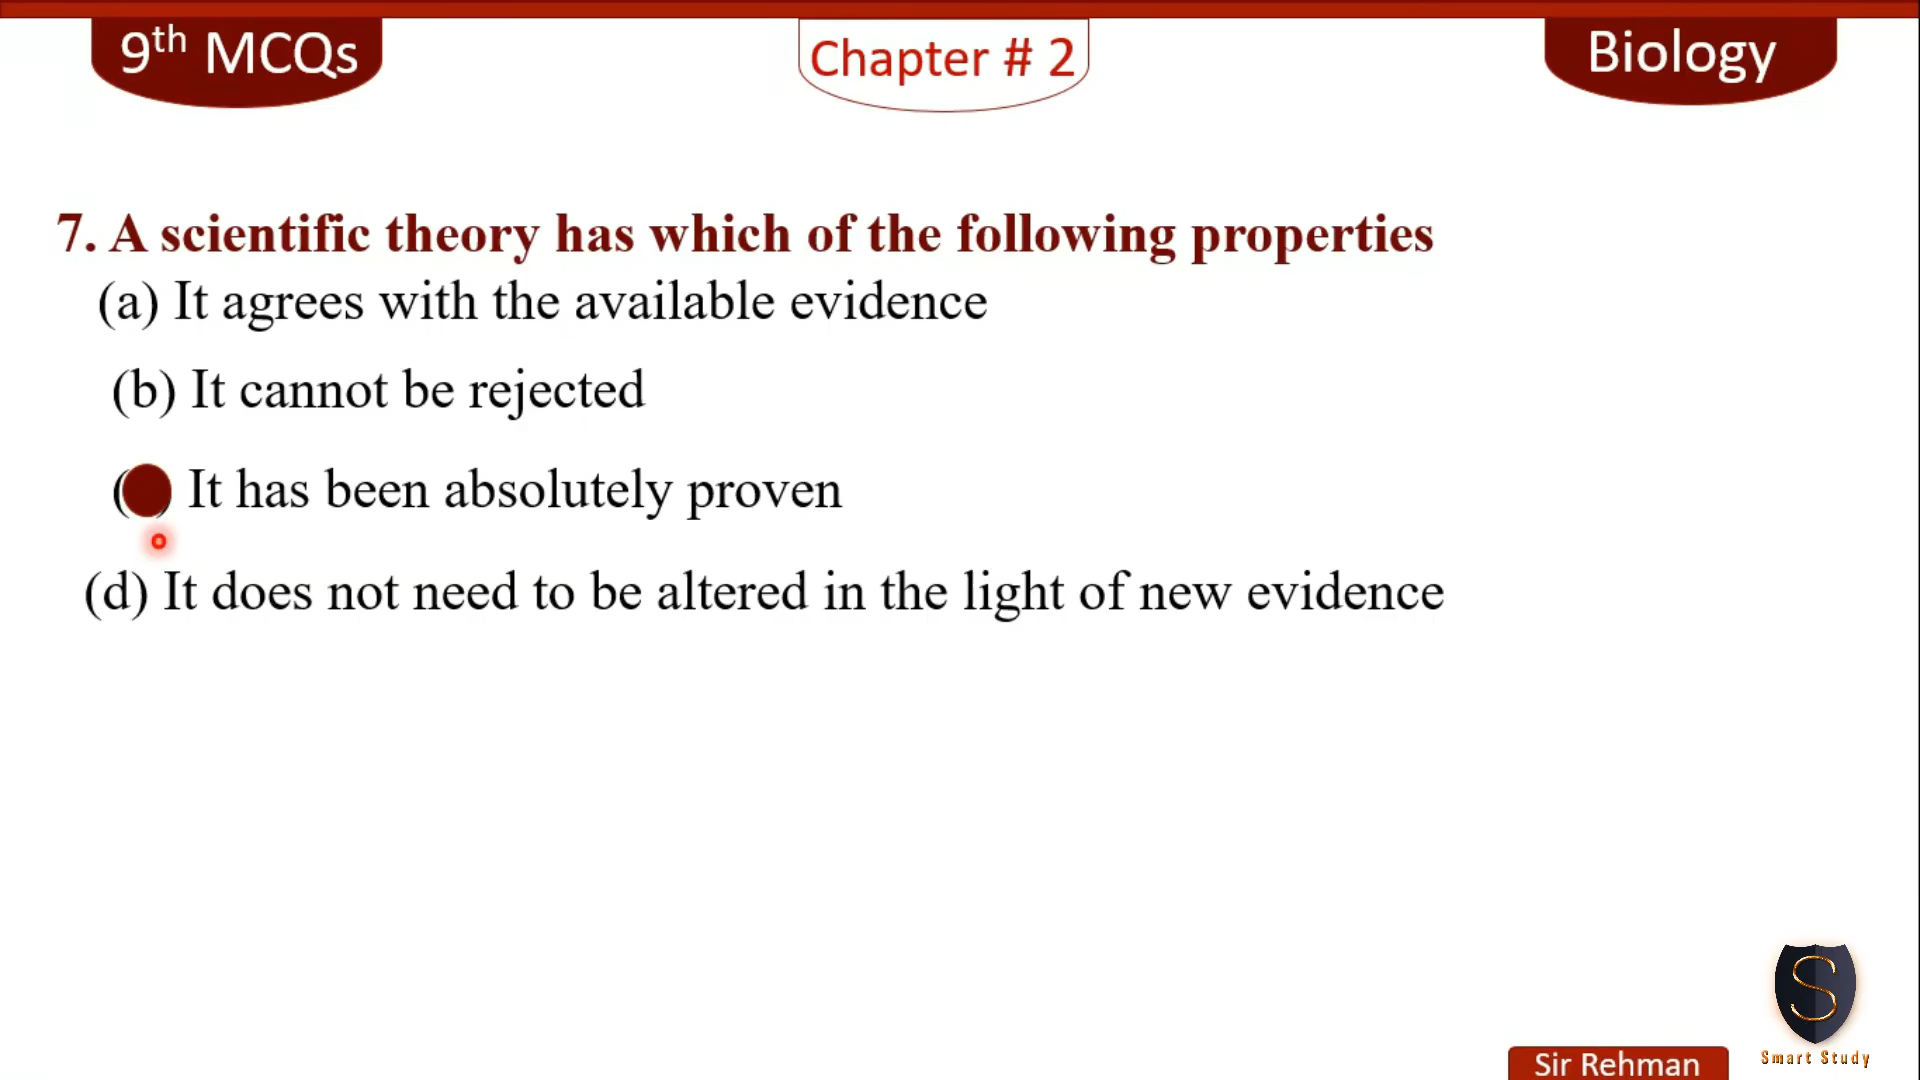 9th MCQs
Chapter # 2
Biology
7. A scientific theory has which of the following properties
(a) It agrees with the available evidence
(b) It cannot be rejected
( ) It has been absolutely proven
(d) It does not need to be altered in the light of new evidence
S
Smart Study
Sir Rehman